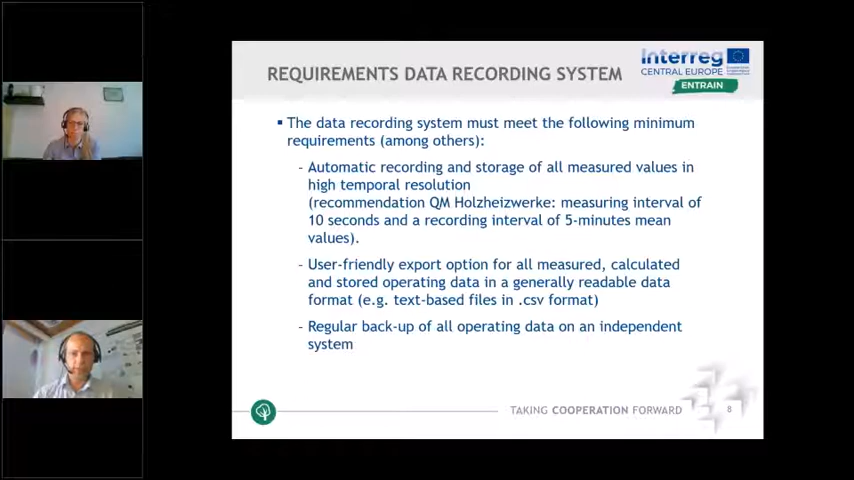 REQUIREMENTS DATA RECORDING SYSTEM
Interreg
CENTRAL EUROPE
ENTRAIN
▪ The data recording system must meet the following minimum
requirements (among others):
- Automatic recording and storage of all measured values in
high temporal resolution
(recommendation QM Holzheizwerke: measuring interval of
10 seconds and a recording interval of 5-minutes mean
values).
- User-friendly export option for all measured, calculated
and stored operating data in a generally readable data
format (e.g. text-based files in .csv format)
- Regular back-up of all operating data on an independent
system
TAKING COOPERATION FORWARD
8